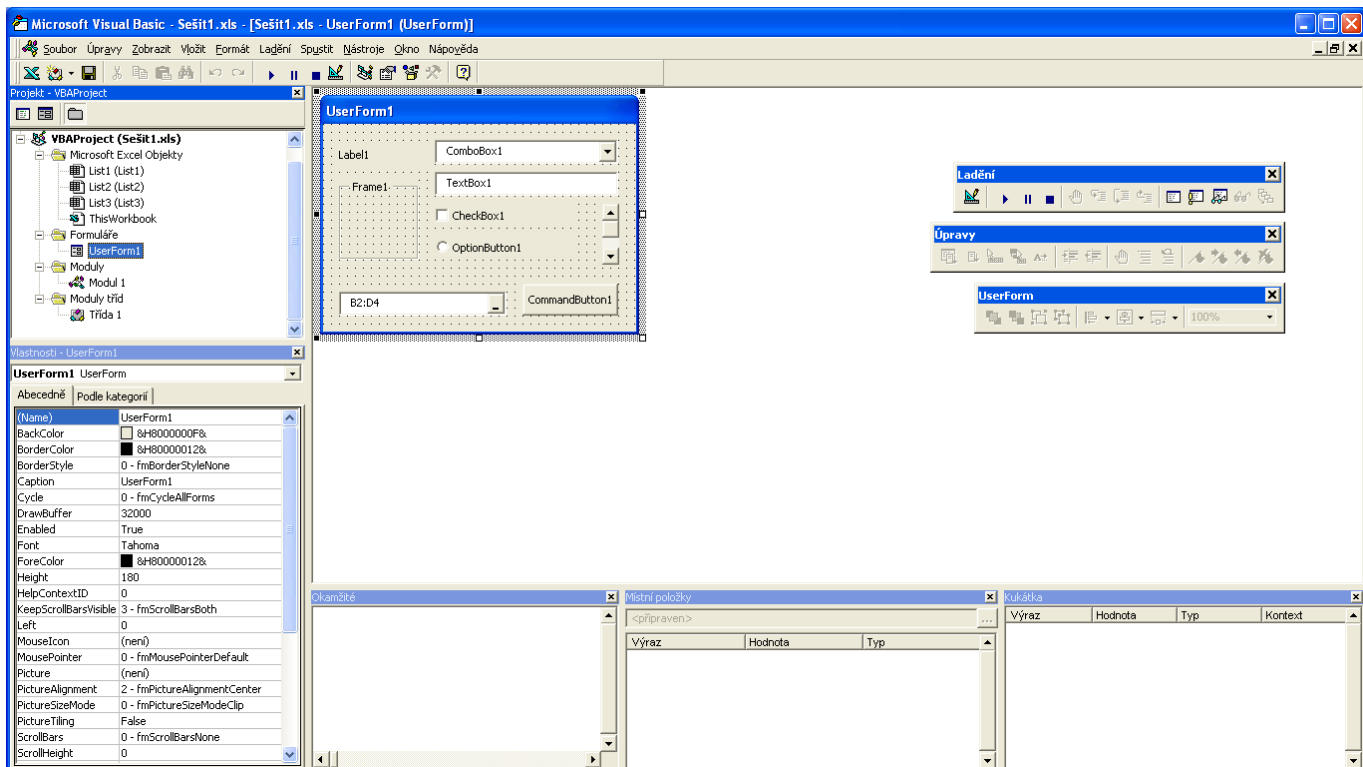 Microsoft Visual Basic - Sešit1.xls - [Sešit1.xls - UserForm1 (UserForm)]
Soubor Úpravy Zobrazit Vložit Formát Ladění Spustit Nástroje Okno Nápověda
Projekt - VBAProject
VBAProject (Sešit1.xls)
Microsoft Excel Objekty
List1 (List1)
List2 (List2)
List3 (List3)
ThisWorkbook
Formuláře
UserForm1
Moduly
Modul 1
Moduly tříd
Třída 1
Vlastnosti - UserForm1
UserForm1 UserForm
Abecedně Podle kategorií
(Name) UserForm1
BackColor &H8000000F&
BorderColor &H80000012&
BorderStyle 0 - fmBorderStyleNone
Caption UserForm1
Cycle 0 - fmCycleAllForms
DrawBuffer 32000
Enabled True
Font Tahoma
ForeColor &H80000012&
Height 180
HelpContextID 0
KeepScrollBarsVisible 3 - fmScrollBarsBoth
Left 0
MouseIcon (není)
MousePointer 0 - fmMousePointerDefault
Picture (není)
PictureAlignment 2 - fmPictureAlignmentCenter
PictureSizeMode 0 - fmPictureSizeModeClip
PictureTiling False
ScrollBars 0 - fmScrollBarsNone
ScrollHeight 0
UserForm1
Label1 ComboBox1
Frame1 TextBox1
CheckBox1
OptionButton1
B2:D4 CommandButton1
Ladění
Úpravy
UserForm
100%
Okamžité
Místní položky
<připraven>
Výraz Hodnota Typ
Kukátka
Výraz Hodnota Typ Kontext